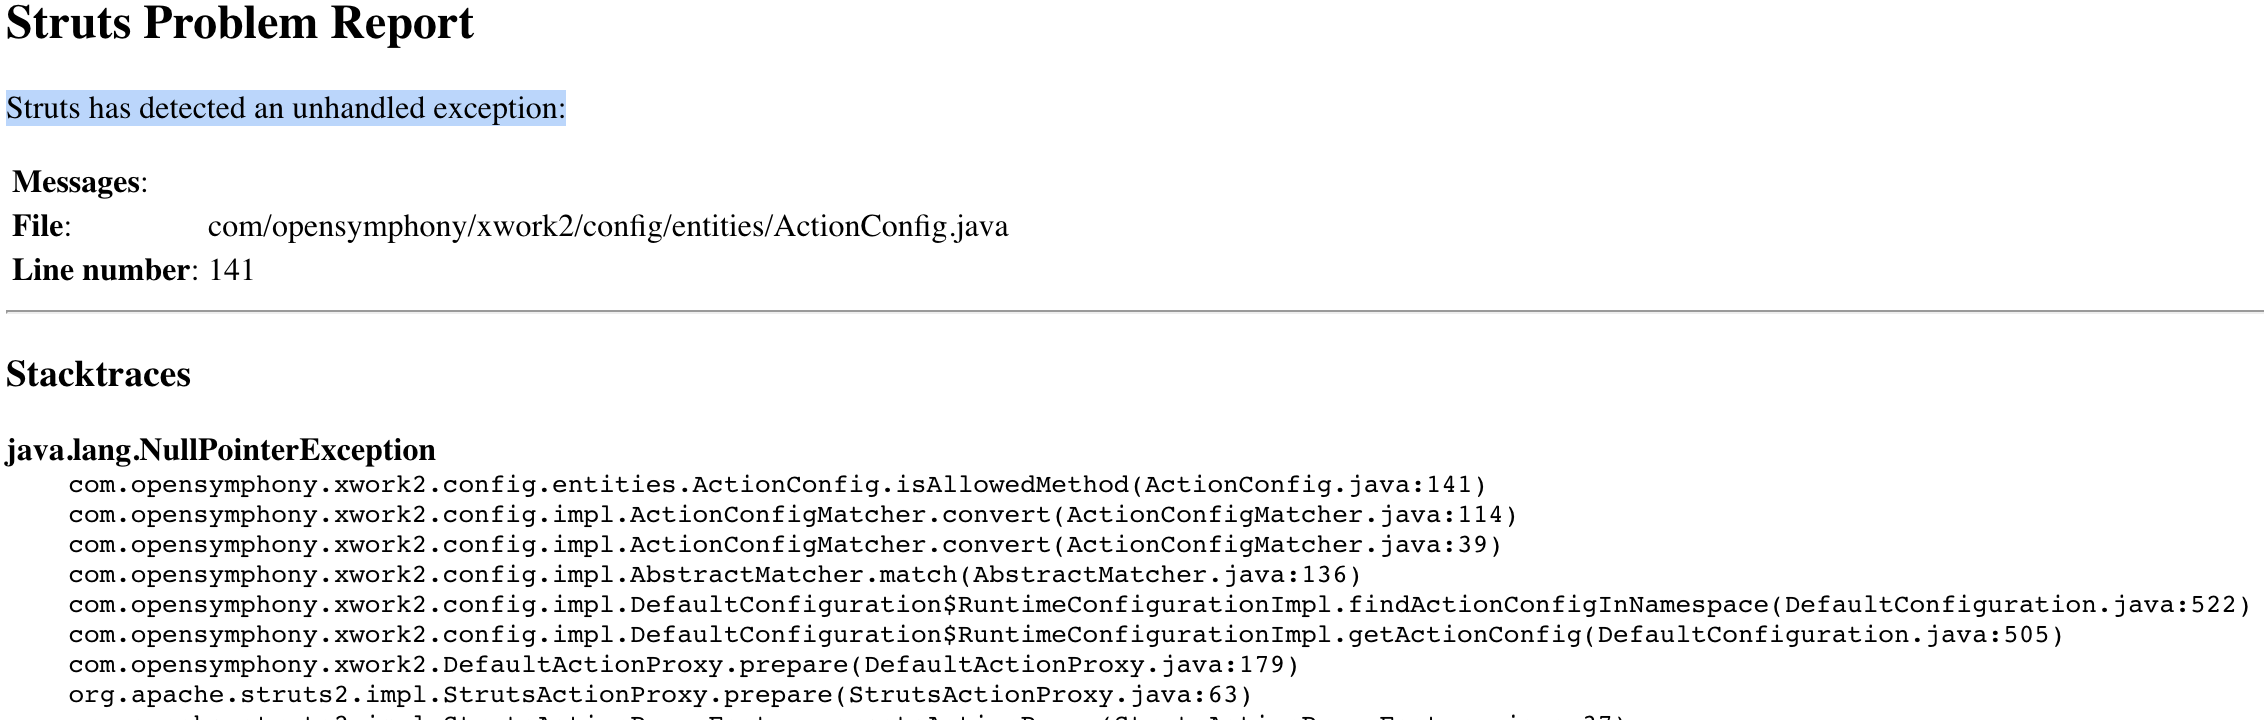 Struts Problem Report
Struts has detected an unhandled exception:
Messages:
File: com/opensymphony/xwork2/config/entities/ActionConfig.java
Line number: 141
Stacktraces
java.lang.NullPointerException
com.opensymphony.xwork2.config.entities.ActionConfig.isAllowedMethod(ActionConfig.java:141)
com.opensymphony.xwork2.config.impl.ActionConfigMatcher.convert(ActionConfigMatcher.java:114)
com.opensymphony.xwork2.config.impl.ActionConfigMatcher.convert(ActionConfigMatcher.java:39)
com.opensymphony.xwork2.config.impl.AbstractMatcher.match(AbstractMatcher.java:136)
com.opensymphony.xwork2.config.impl.DefaultConfiguration$RuntimeConfigurationImpl.findActionConfigInNamespace(DefaultConfiguration.java:522)
com.opensymphony.xwork2.config.impl.DefaultConfiguration$RuntimeConfigurationImpl.getActionConfig(DefaultConfiguration.java:505)
com.opensymphony.xwork2.DefaultActionProxy.prepare(DefaultActionProxy.java:179)
org.apache.struts2.impl.StrutsActionProxy.prepare(StrutsActionProxy.java:63)